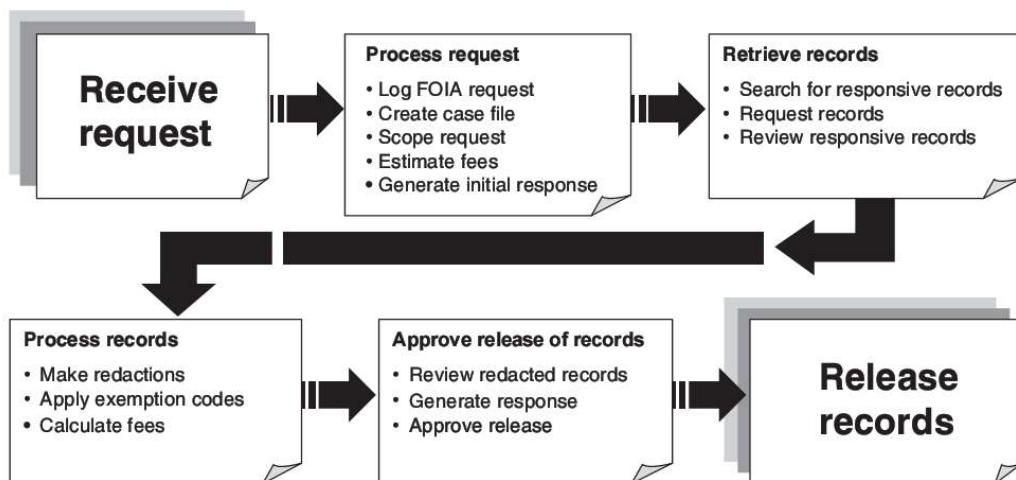 Receive
request
Process request
• Log FOIA request
• Create case file
• Scope request
• Estimate fees
• Generate initial response
Retrieve records
• Search for responsive records
• Request records
• Review responsive records
Process records
• Make redactions
• Apply exemption codes
• Calculate fees
Approve release of records
• Review redacted records
• Generate response
• Approve release
Release
records